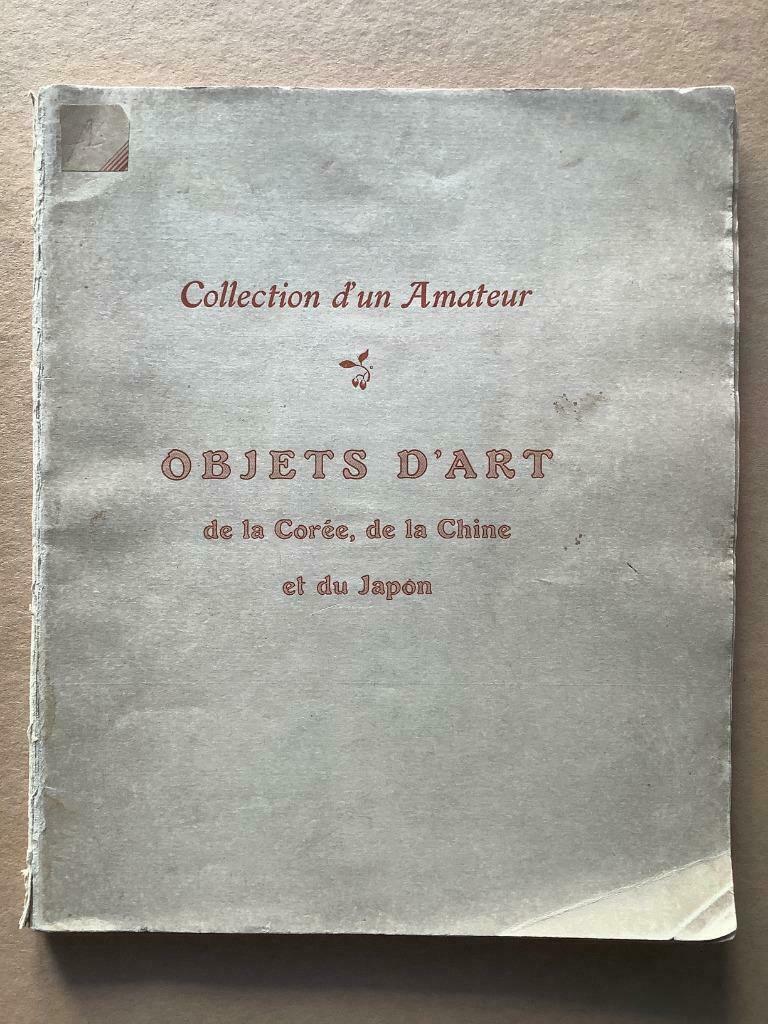 Collection d'un Amateur
OBJETS D'ART
de la Corée, de la Chine
et du Japon